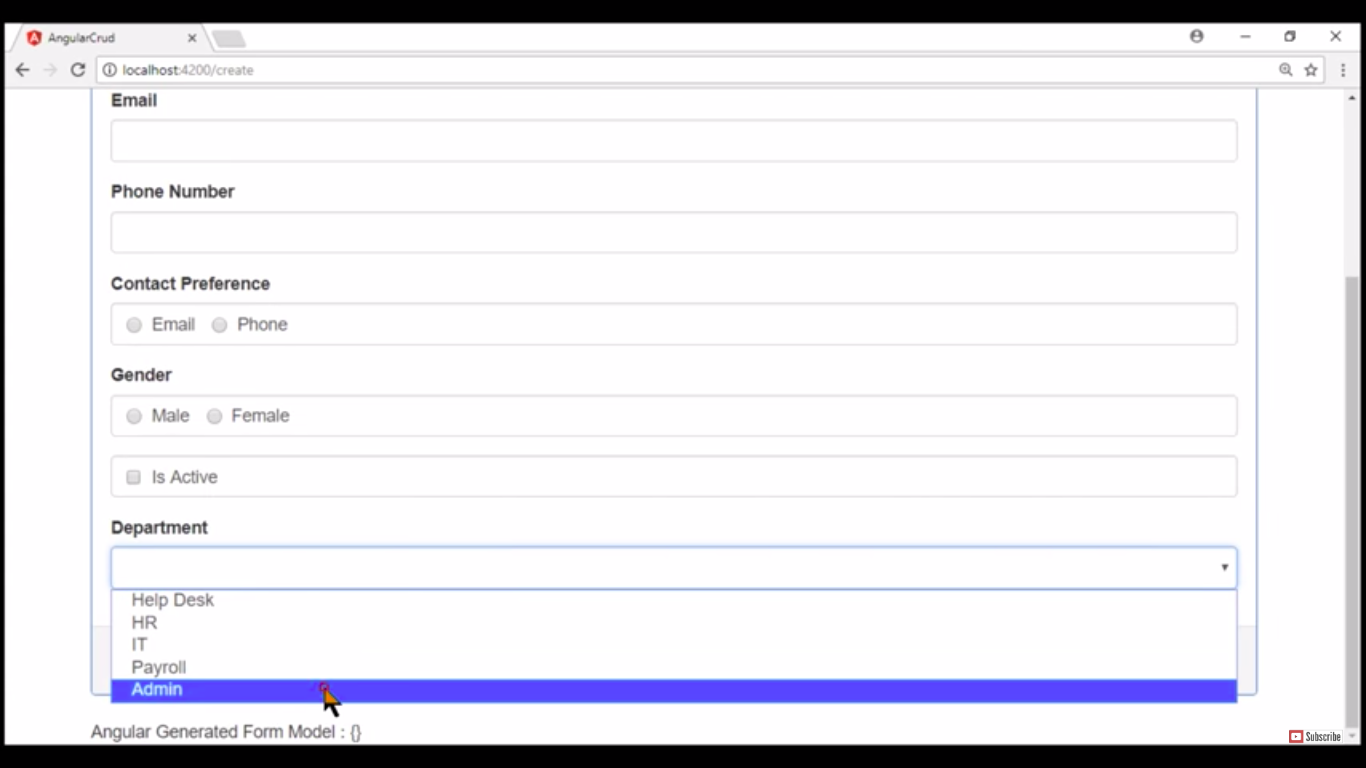 AngularCrud
localhost:4200/create
Email
Phone Number
Contact Preference
Email Phone
Gender
Male Female
Is Active
Department
Help Desk
HR
IT
Payroll
Admin
Angular Generated Form Model : {}
Subscribe